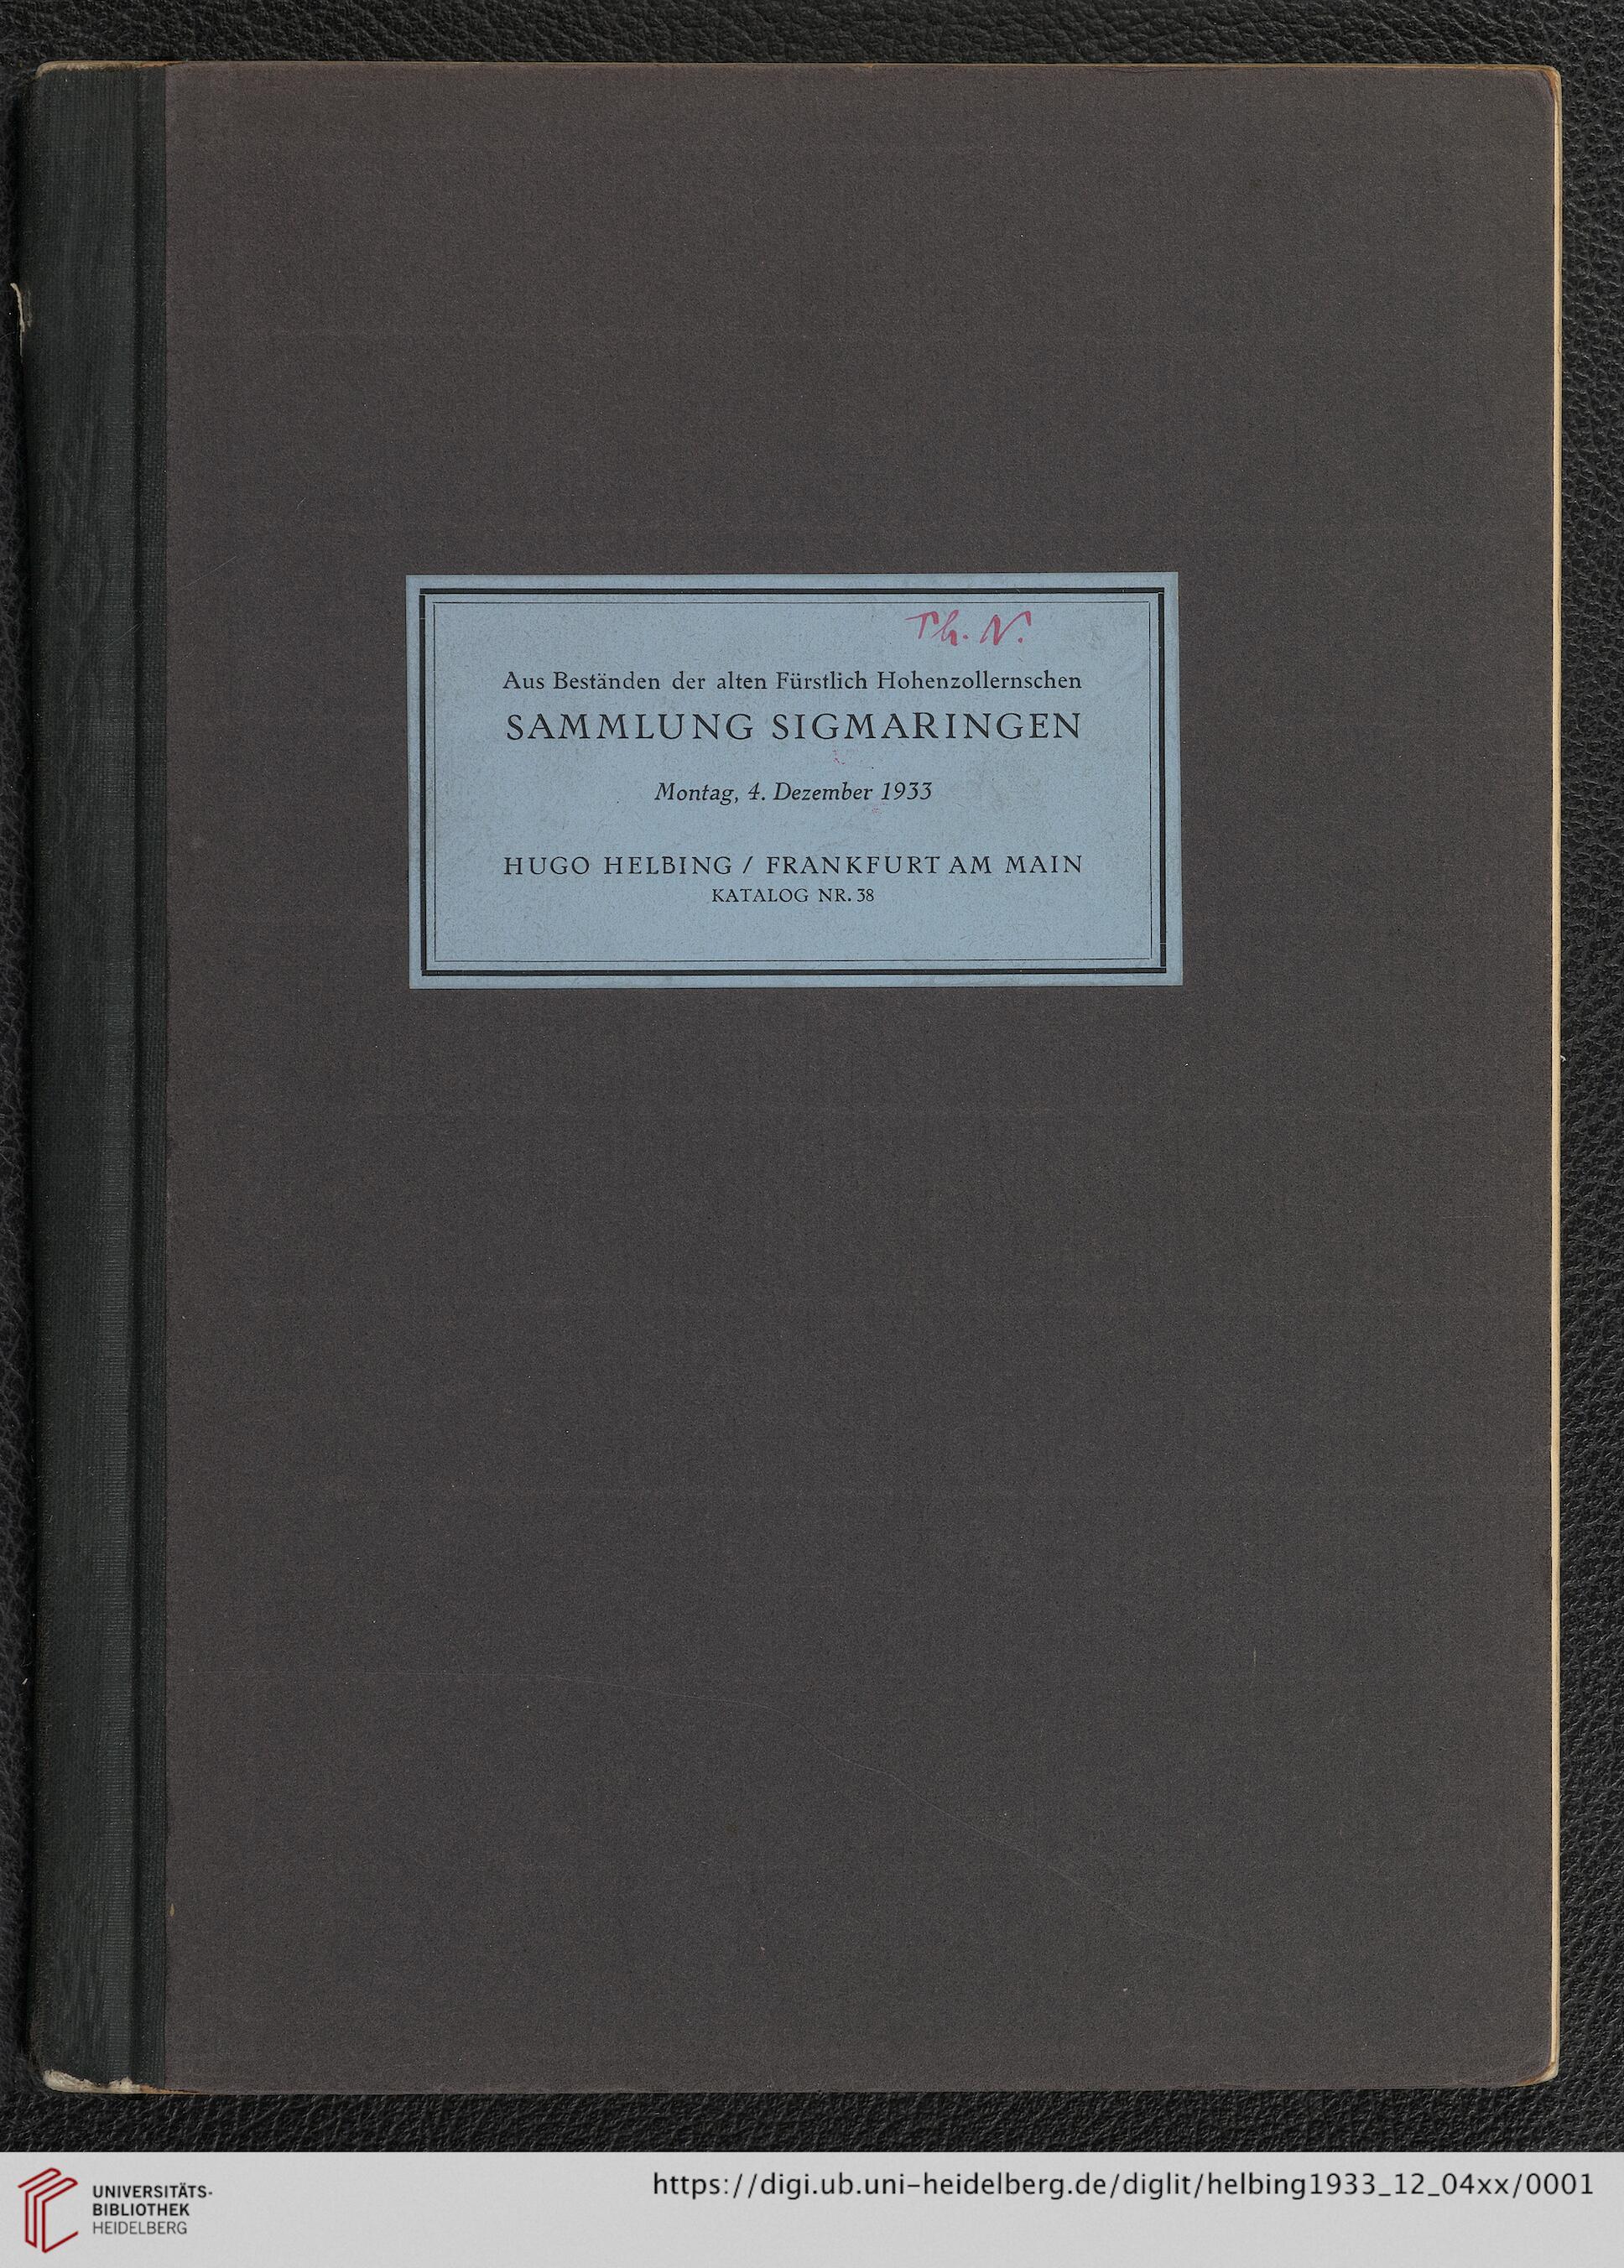 Th. N.
Aus Beständen der alten Fürstlich Hohenzollernschen
SAMMLUNG SIGMARINGEN
Montag, 4. Dezember 1933
HUGO HELBING / FRANKFURT AM MAIN
KATALOG NR. 38
UNIVERSITÄTS-
BIBLIOTHEK
HEIDELBERG
https://digi.ub.uni-heidelberg.de/diglit/helbing1933_12_04xx/0001